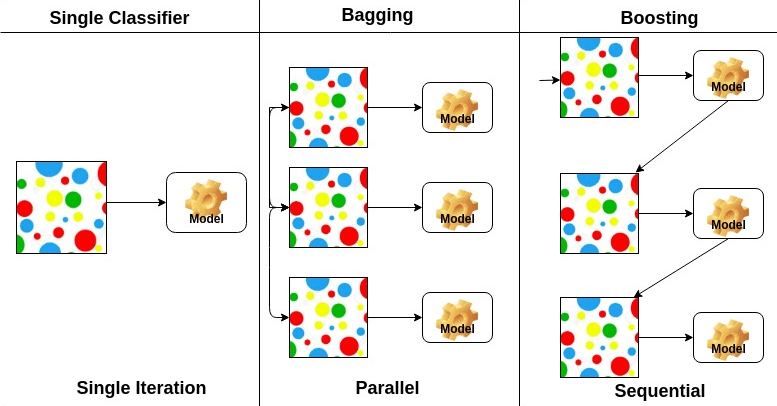 Single Classifier
Bagging
Boosting
Model
Model
Model
Model
Model
Model
Model
Single Iteration
Parallel
Sequential